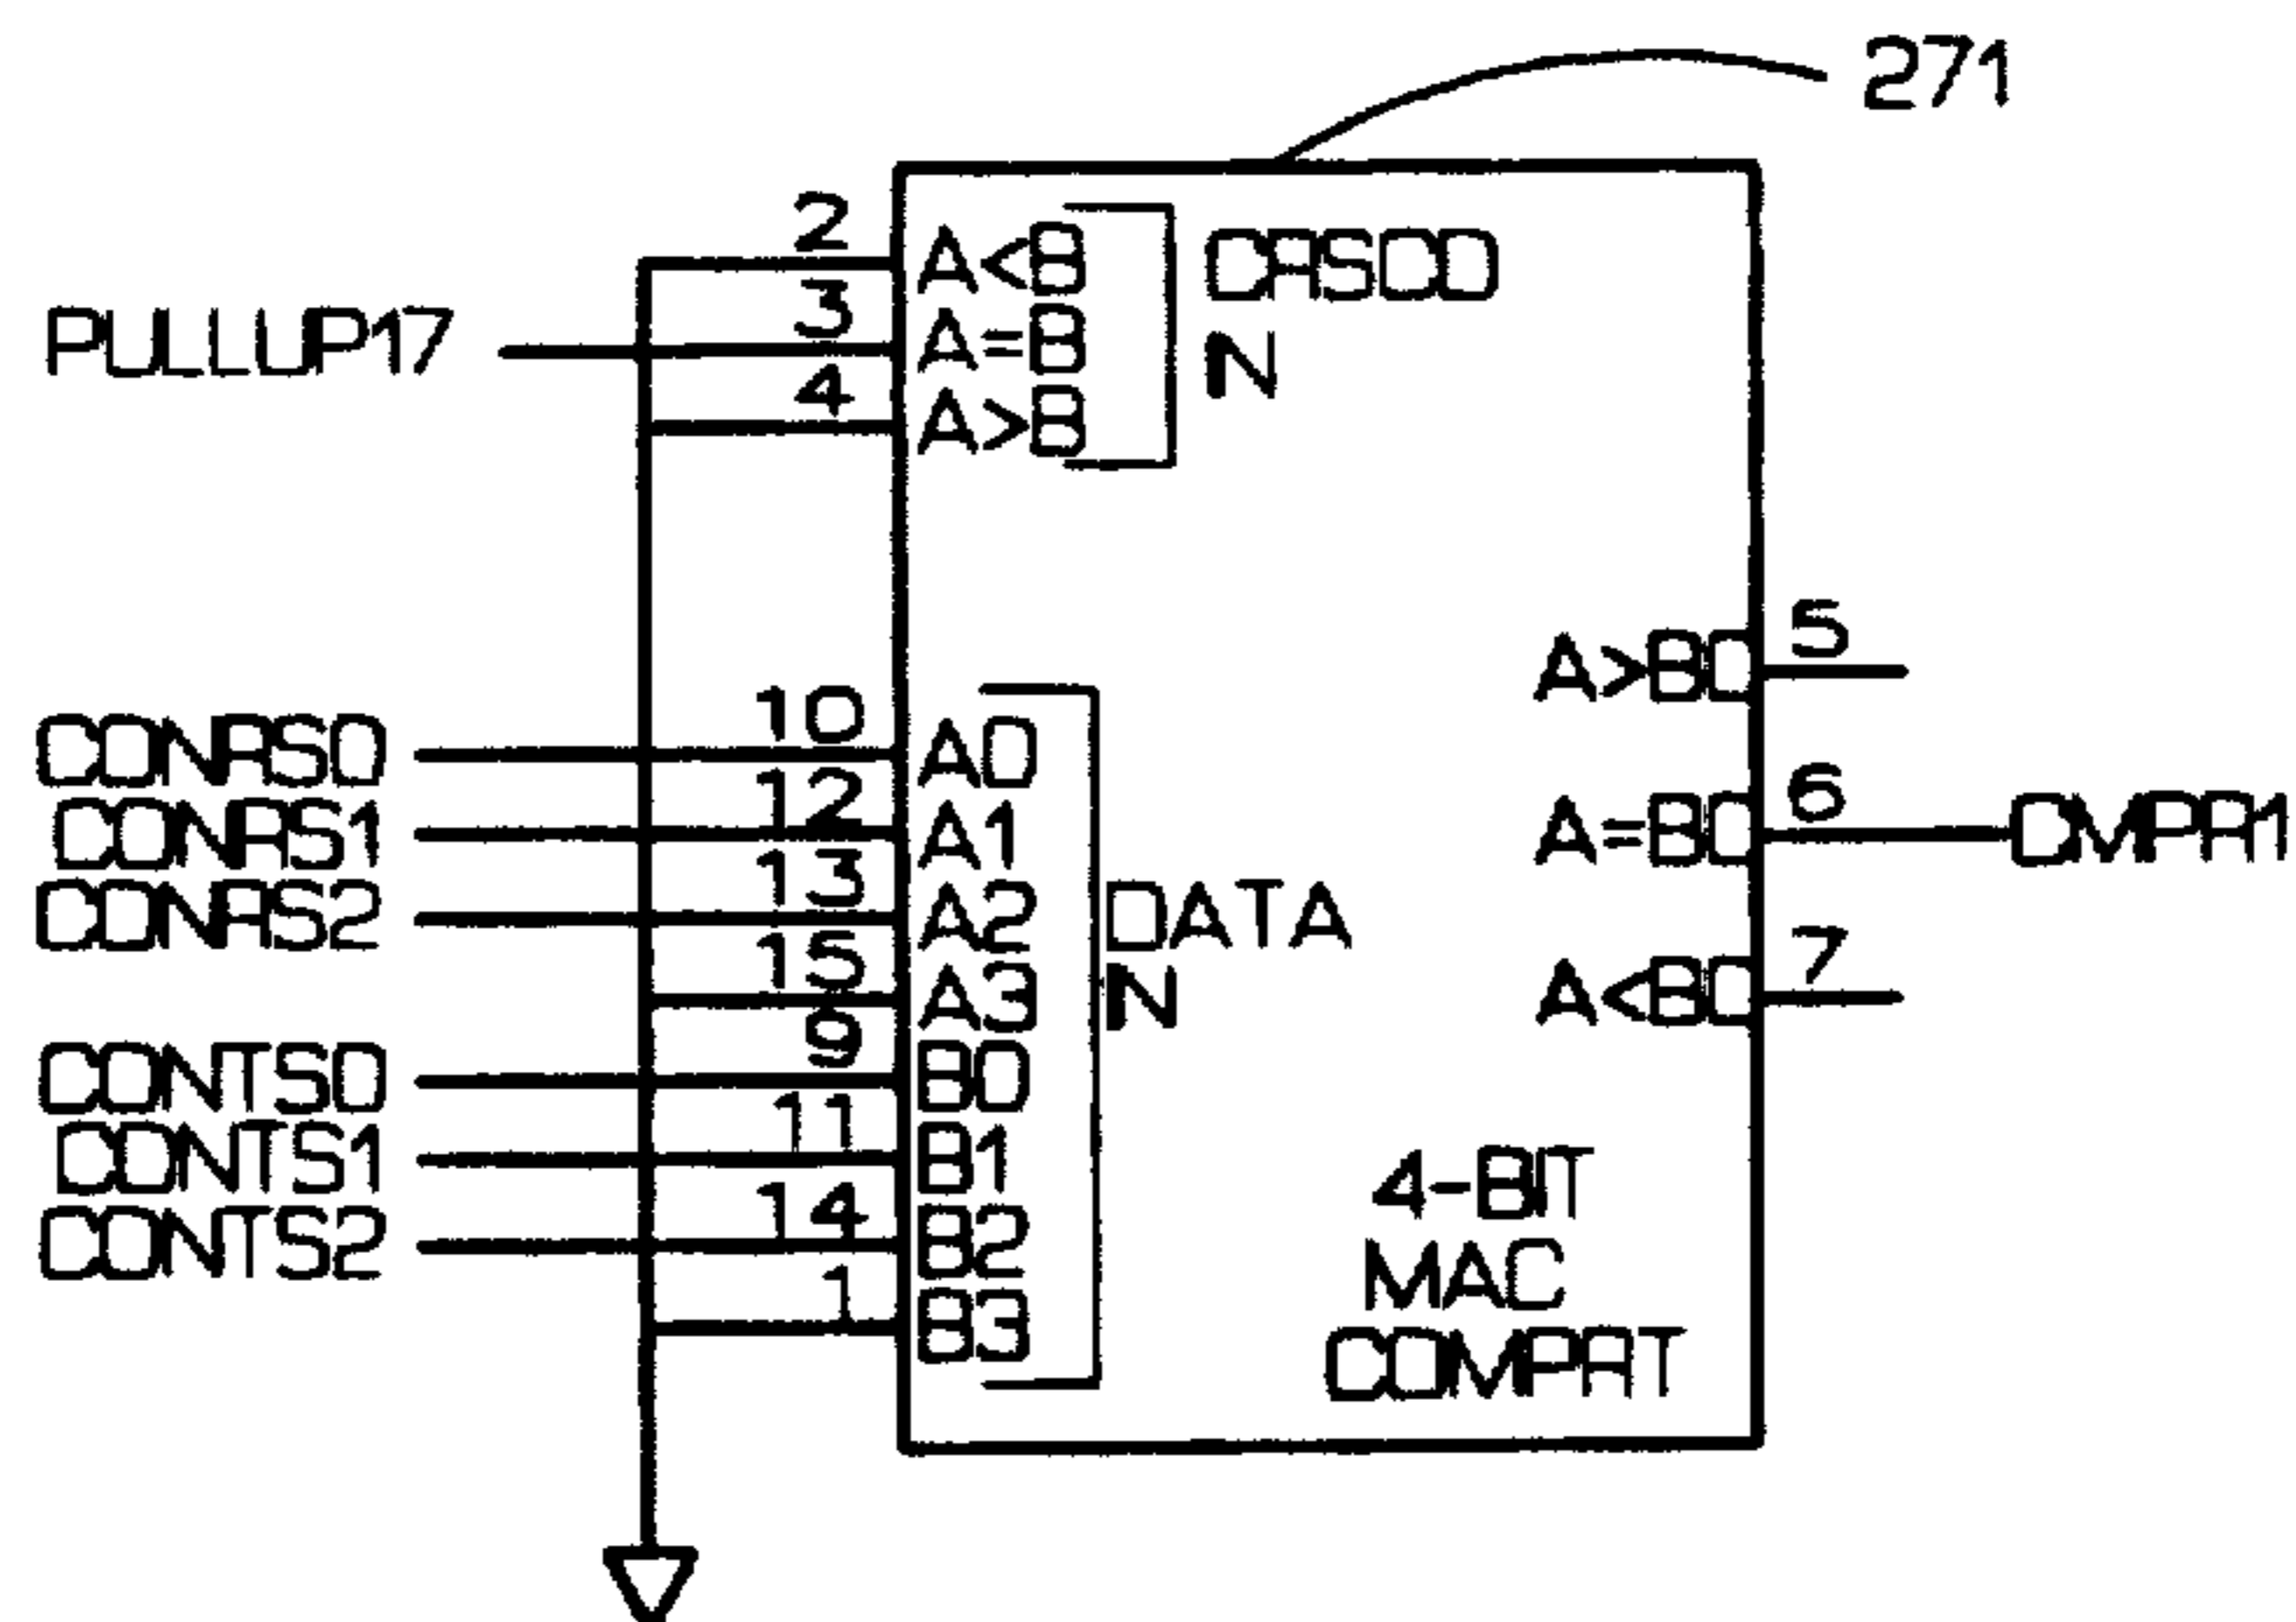 271
2
A<B
CASCD
PULLUP17
3
A=B
IN
4
A>B
A>BO
5
CONRS0
10
A0
CONRS1
12
A1
A=BO
6
CMPR1
CONRS2
13
A2
DATA
15
A3
IN
A<BO
7
CONTS0
9
B0
CONTS1
11
B1
CONTS2
14
B2
1
B3
4-BIT
MAG
COMPRT